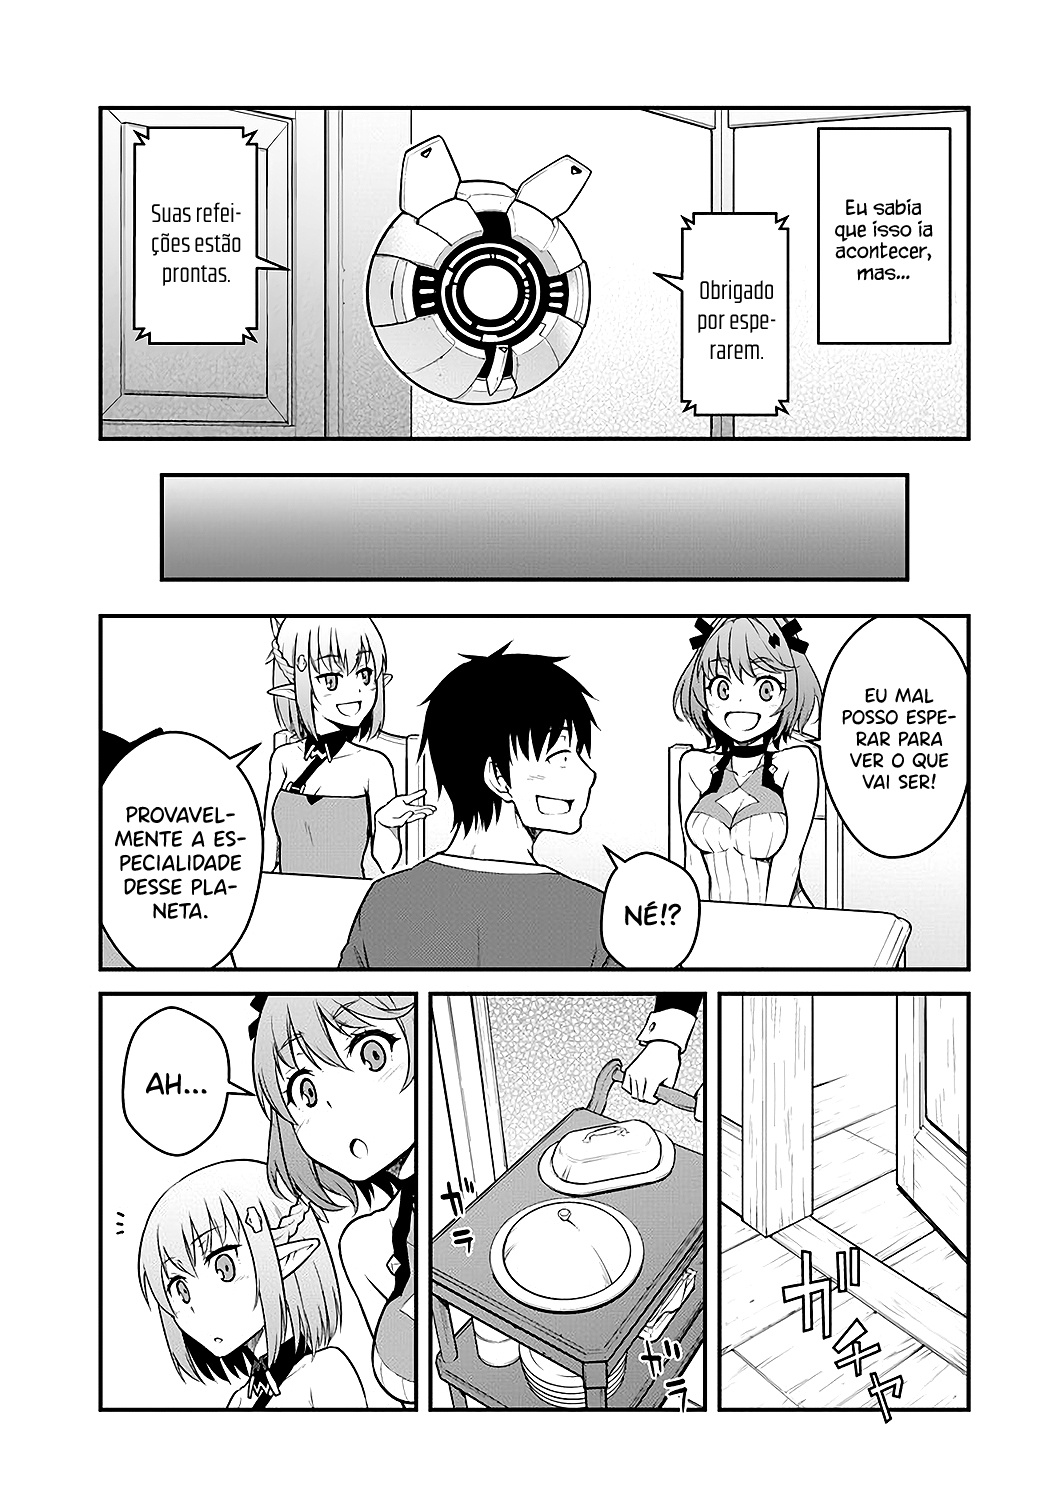 Eu sabia
que isso ia
acontecer,
mas...
Obrigado
por espe-
rarem.
Suas refei-
ções estão
prontas.
EU MAL
POSSO ESPE-
RAR PARA
VER O QUE
VAI SER!
NÉ!?
PROVAVEL-
MENTE A ES-
PECIALIDADE
DESSE PLA-
NETA.
ガチャ
ガラ
ガラ
AH...